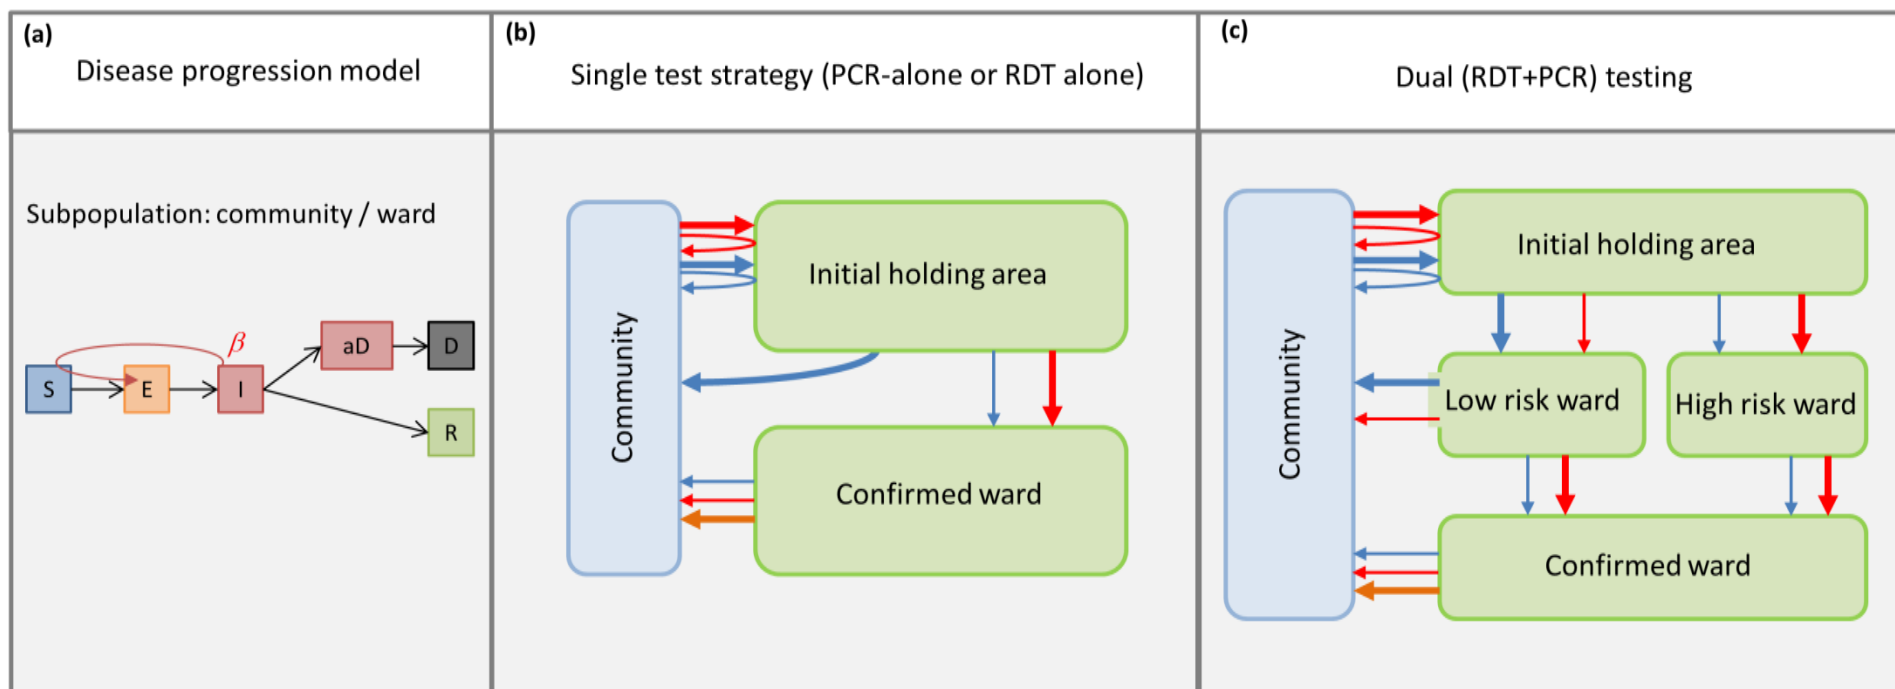 (a)
Disease progression model
Subpopulation: community / ward
β
S
E
I
aD
D
R
(b)
Single test strategy (PCR-alone or RDT alone)
Community
Initial holding area
Confirmed ward
(c)
Dual (RDT+PCR) testing
Community
Initial holding area
Low risk ward
High risk ward
Confirmed ward